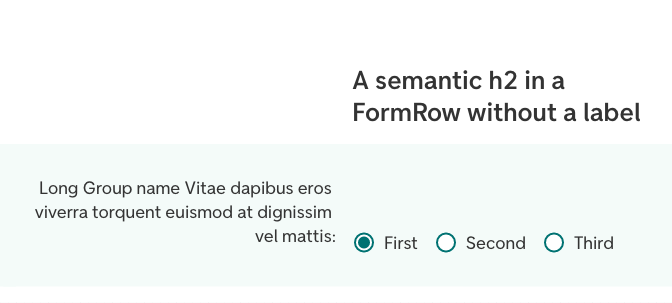 A semantic h2 in a
FormRow without a label
Long Group name Vitae dapibus eros
viverra torquent euismod at dignissim
vel mattis:
First Second Third